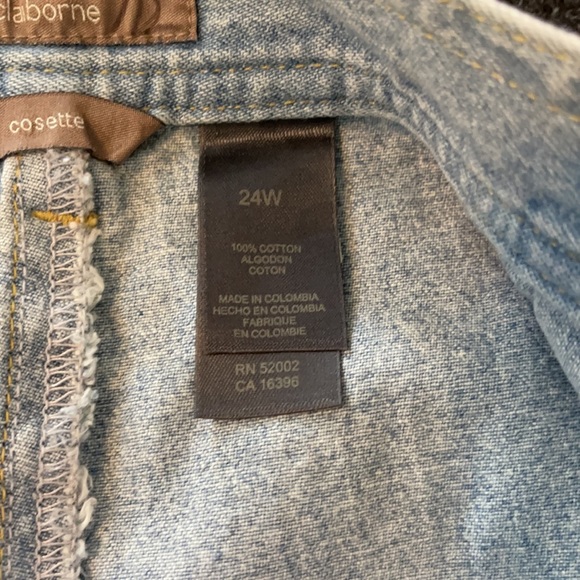 claiborne
cosette
24W
100% COTTON
ALGODON
COTON
MADE IN COLOMBIA
HECHO EN COLOMBIA
FABRIQUE
EN COLOMBIE
RN 52002
CA 16396